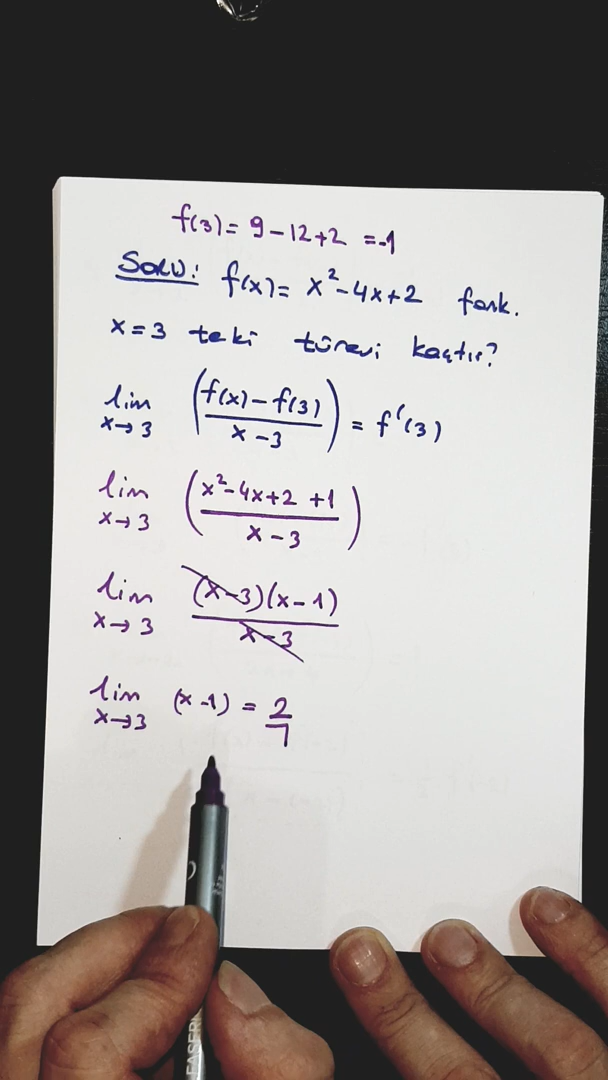 f(3) = 9 - 12 + 2 = -1
Soru: f(x) = x² - 4x + 2 fonk.
x = 3 teki türevi kaçtır?
lim x→3 ( (f(x) - f(3)) / (x - 3) ) = f'(3)
lim x→3 ( (x² - 4x + 2 + 1) / (x - 3) )
lim x→3 (x - 3)(x - 1) / (x - 3)
lim x→3 (x - 1) = 2